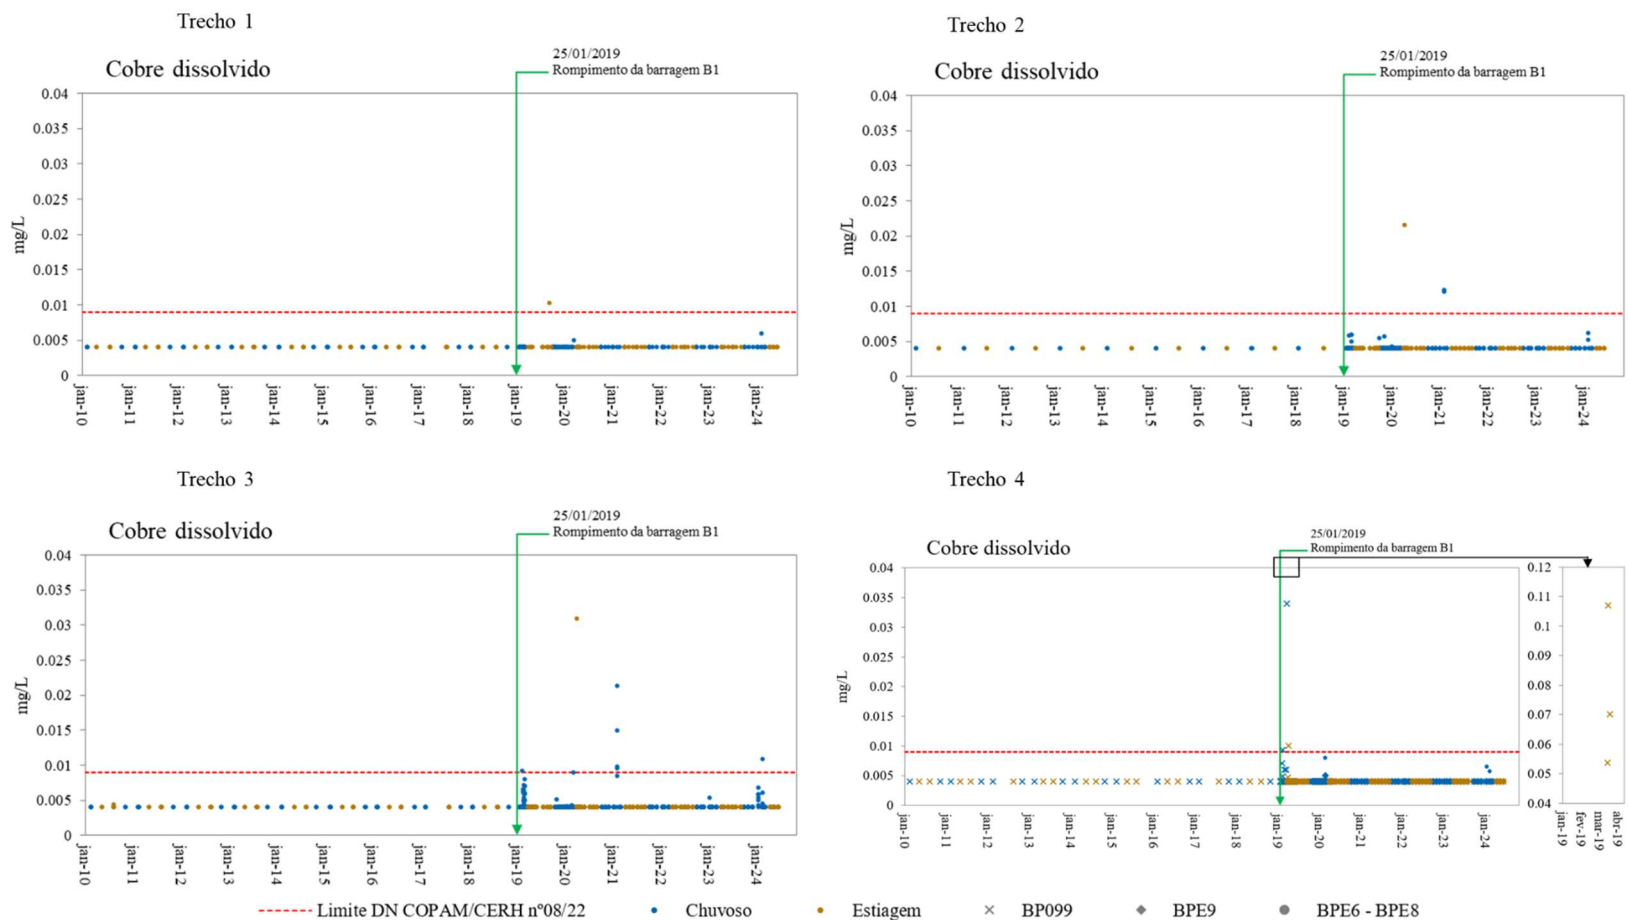 Trecho 1
Cobre dissolvido
25/01/2019
Rompimento da barragem B1
mg/L
0.04
0.035
0.03
0.025
0.02
0.015
0.01
0.005
0
jan-10
jan-11
jan-12
jan-13
jan-14
jan-15
jan-16
jan-17
jan-18
jan-19
jan-20
jan-21
jan-22
jan-23
jan-24
Trecho 2
Cobre dissolvido
25/01/2019
Rompimento da barragem B1
mg/L
0.04
0.035
0.03
0.025
0.02
0.015
0.01
0.005
0
jan-10
jan-11
jan-12
jan-13
jan-14
jan-15
jan-16
jan-17
jan-18
jan-19
jan-20
jan-21
jan-22
jan-23
jan-24
Trecho 3
Cobre dissolvido
25/01/2019
Rompimento da barragem B1
mg/L
0.04
0.035
0.03
0.025
0.02
0.015
0.01
0.005
0
jan-10
jan-11
jan-12
jan-13
jan-14
jan-15
jan-16
jan-17
jan-18
jan-19
jan-20
jan-21
jan-22
jan-23
jan-24
Trecho 4
Cobre dissolvido
25/01/2019
Rompimento da barragem B1
mg/L
0.04
0.035
0.03
0.025
0.02
0.015
0.01
0.005
0
jan-10
jan-11
jan-12
jan-13
jan-14
jan-15
jan-16
jan-17
jan-18
jan-19
jan-20
jan-21
jan-22
jan-23
jan-24
0.12
0.11
0.1
0.09
0.08
0.07
0.06
0.05
0.04
jan-19
fev-19
mar-19
abr-19
Limite DN COPAM/CERH nº08/22
Chuvoso
Estiagem
BP099
BPE9
BPE6 - BPE8